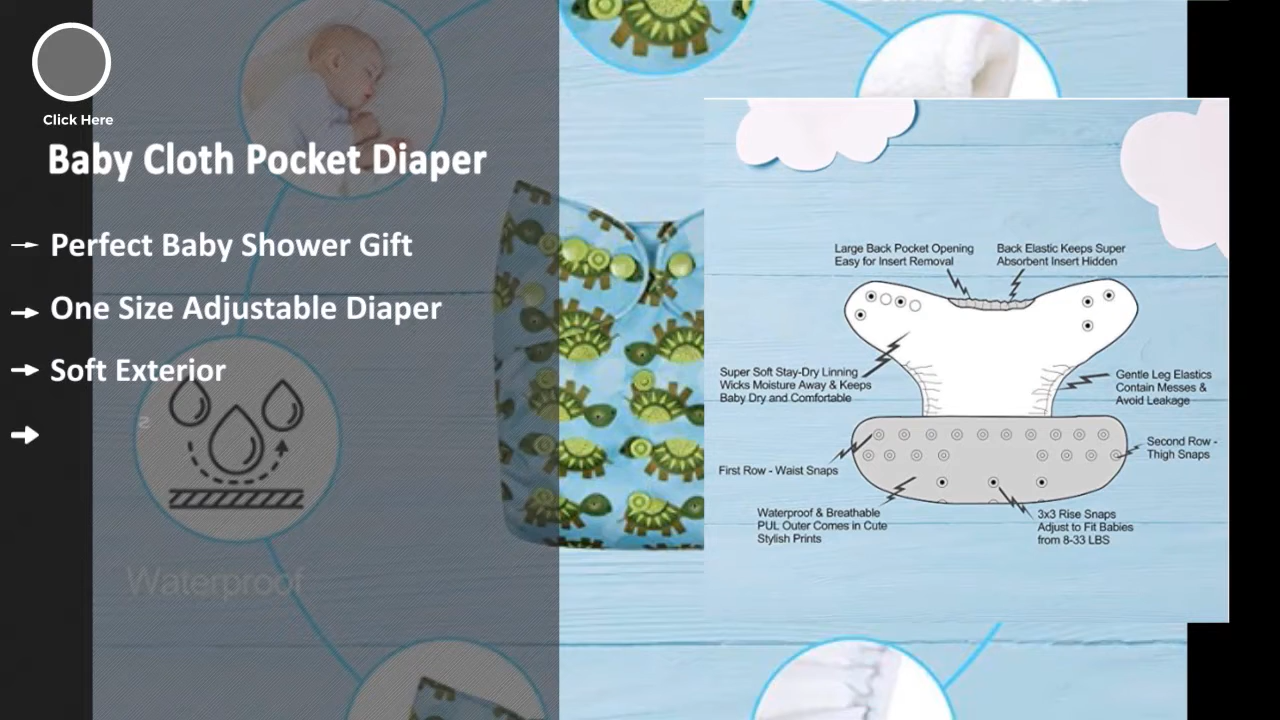 Click Here
Baby Cloth Pocket Diaper
Perfect Baby Shower Gift
One Size Adjustable Diaper
Soft Exterior
Waterproof
Large Back Pocket Opening
Easy for Insert Removal
Back Elastic Keeps Super
Absorbent Insert Hidden
Super Soft Stay-Dry Linning
Wicks Moisture Away & Keeps
Baby Dry and Comfortable
Gentle Leg Elastics
Contain Messes &
Avoid Leakage
First Row - Waist Snaps
Second Row -
Thigh Snaps
Waterproof & Breathable
PUL Outer Comes in Cute
Stylish Prints
3x3 Rise Snaps
Adjust to Fit Babies
from 8-33 LBS